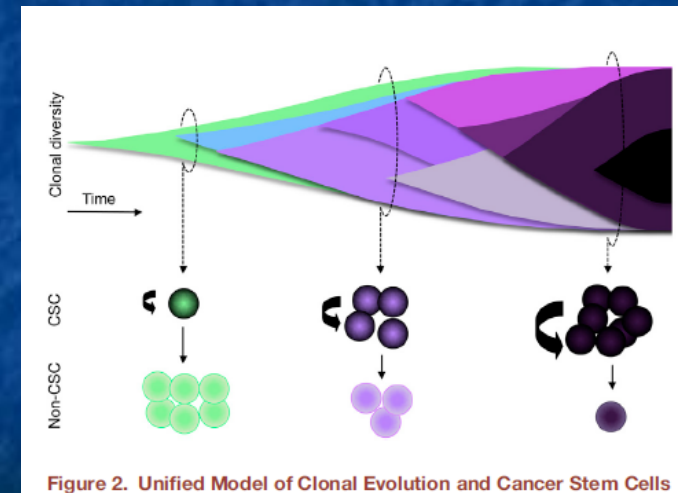 Clonal diversity
Time
CSC
Non-CSC
Figure 2. Unified Model of Clonal Evolution and Cancer Stem Cells